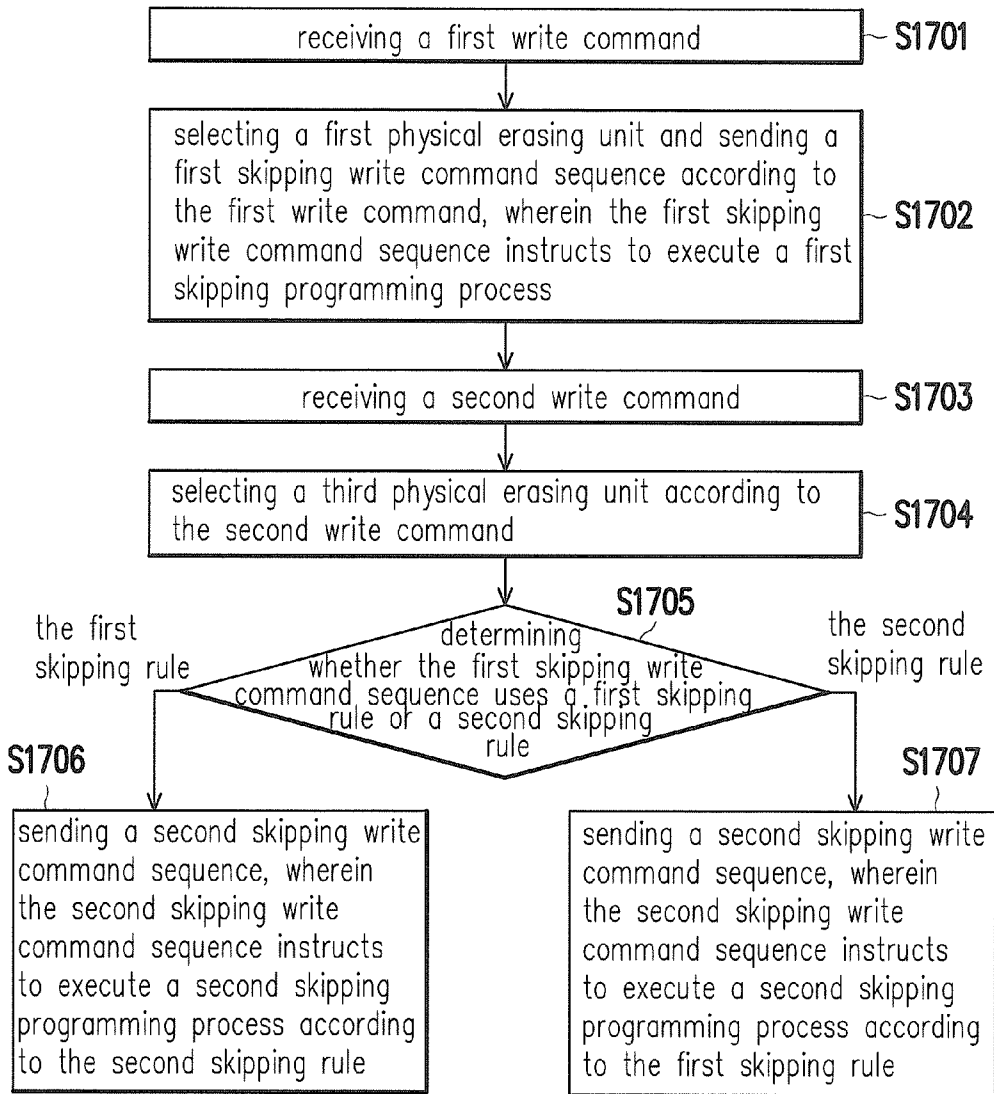 receiving a first write command
S1701
selecting a first physical erasing unit and sending a
first skipping write command sequence according to
the first write command, wherein the first skipping
write command sequence instructs to execute a first
skipping programming process
S1702
receiving a second write command
S1703
selecting a third physical erasing unit according to
the second write command
S1704
S1705
the first
skipping rule
determining
whether the first skipping write
command sequence uses a first skipping
rule or a second skipping
rule
the second
skipping rule
S1706
sending a second skipping write
command sequence, wherein
the second skipping write
command sequence instructs
to execute a second skipping
programming process according
to the second skipping rule
S1707
sending a second skipping write
command sequence, wherein
the second skipping write
command sequence instructs
to execute a second skipping
programming process according
to the first skipping rule